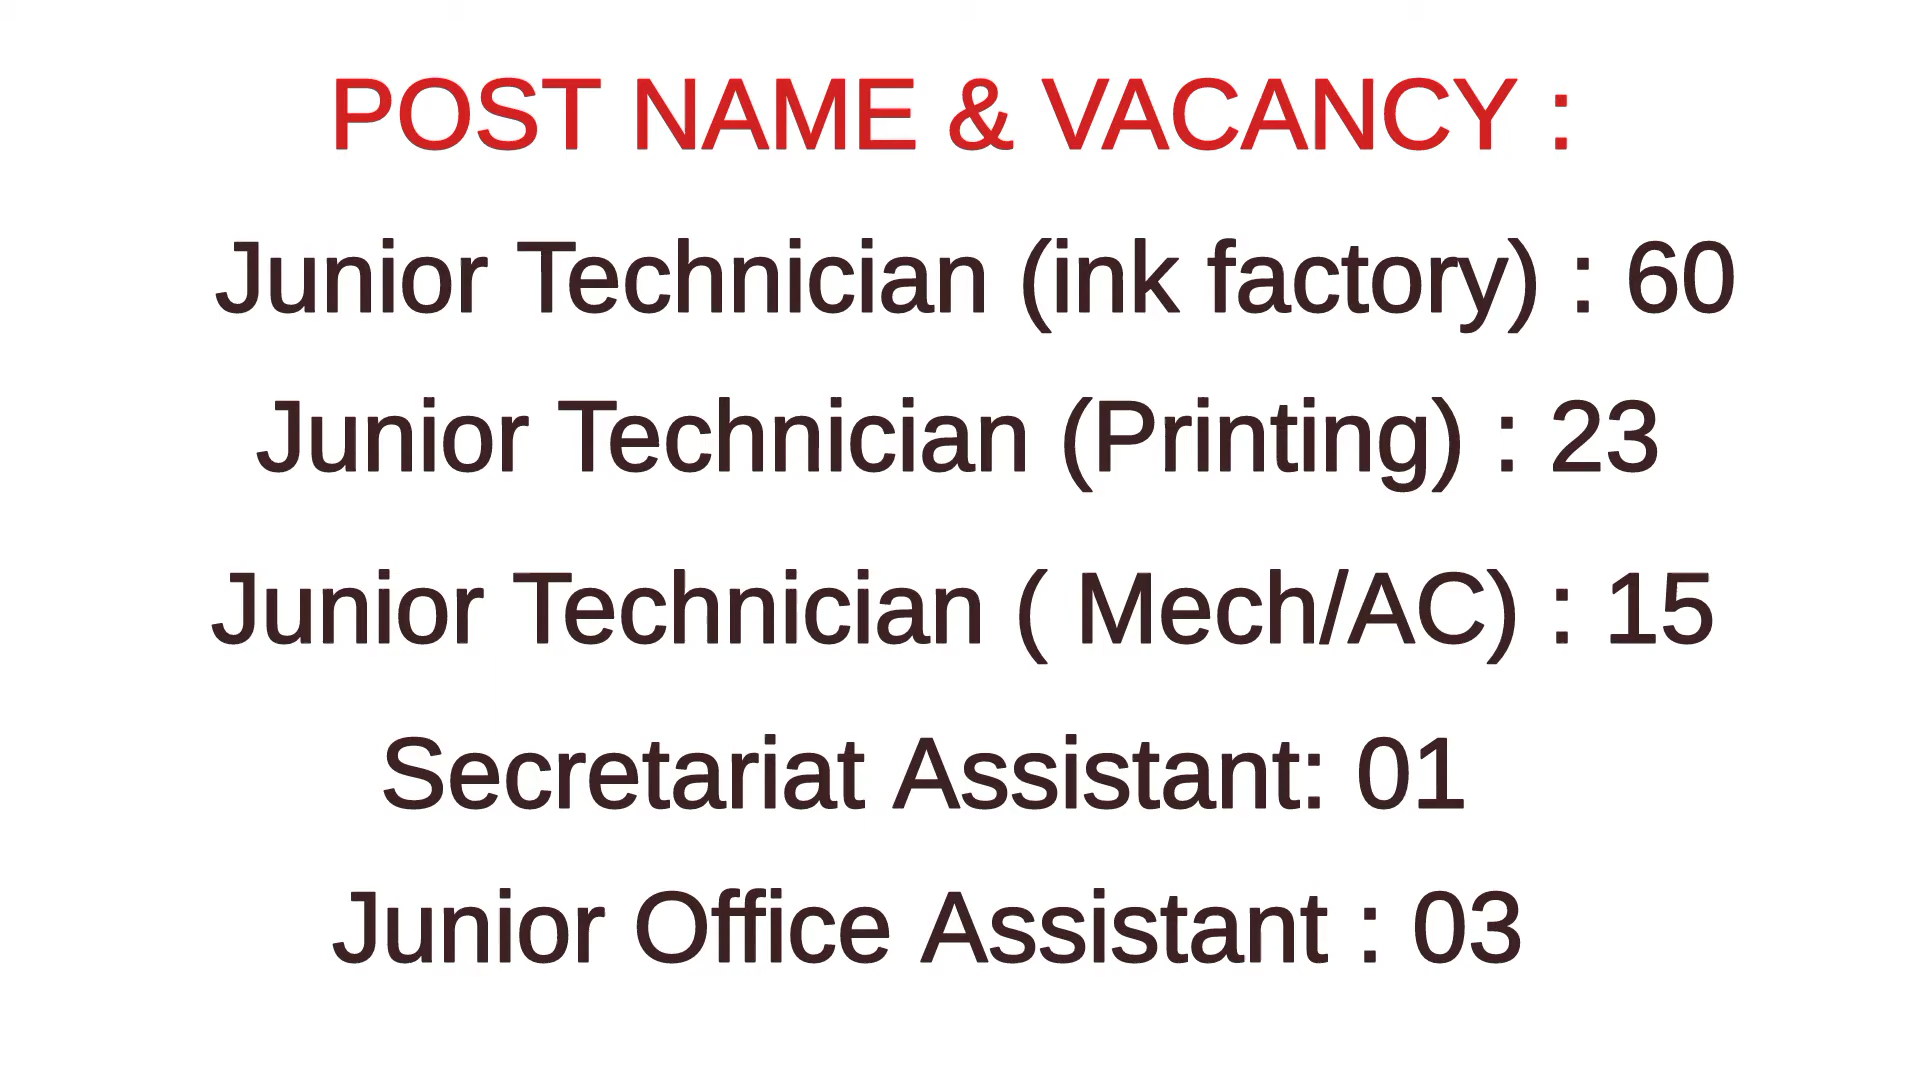 POST NAME & VACANCY :
Junior Technician (ink factory) : 60
Junior Technician (Printing) : 23
Junior Technician ( Mech/AC) : 15
Secretariat Assistant: 01
Junior Office Assistant : 03